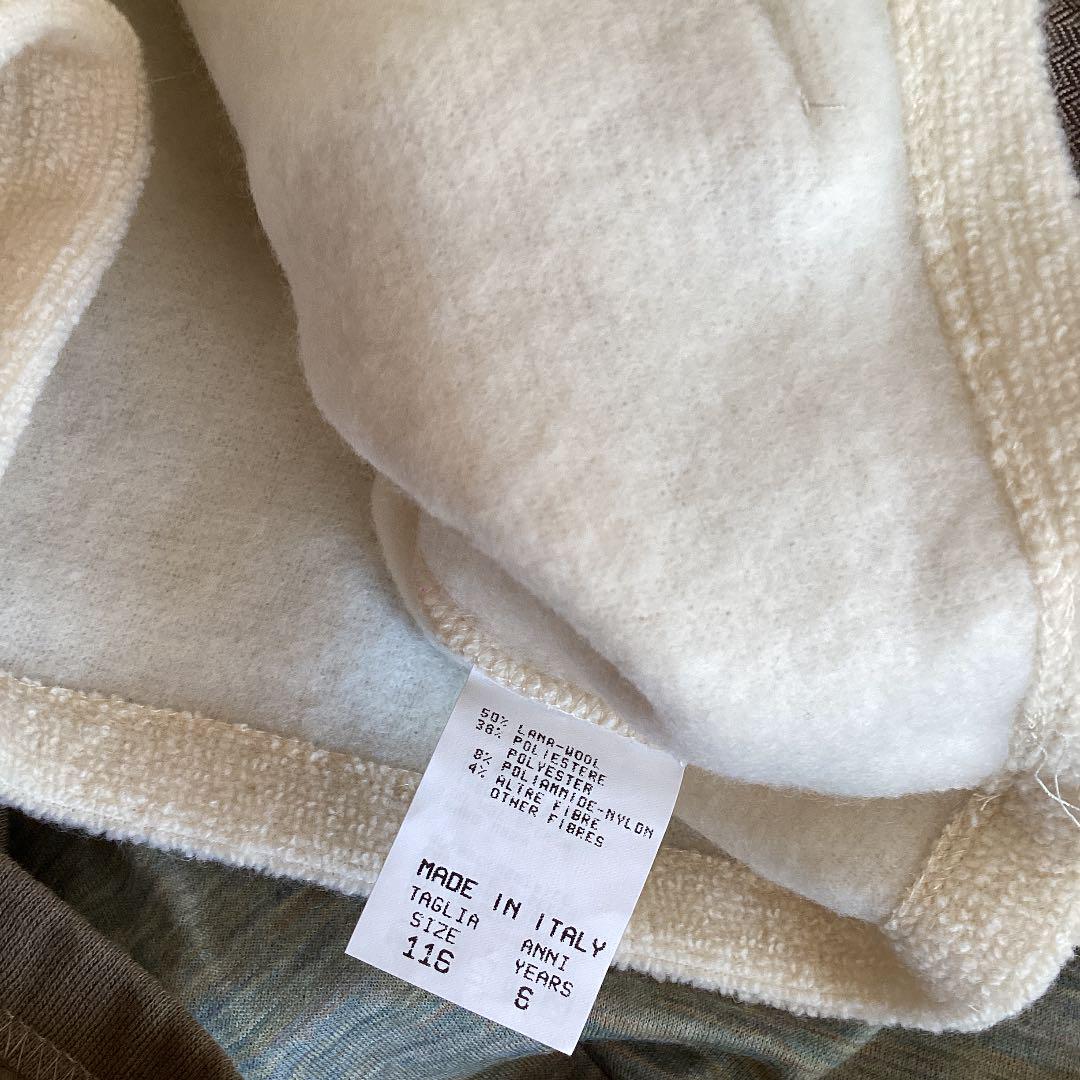 50% LANA-WOOL
38% POLIESTERE
POLYESTER
8% POLIAMMIDE-NYLON
4% ALTRE FIBRE
OTHER FIBRES
MADE IN ITALY
TAGLIA ANNI
SIZE YEARS
116 6